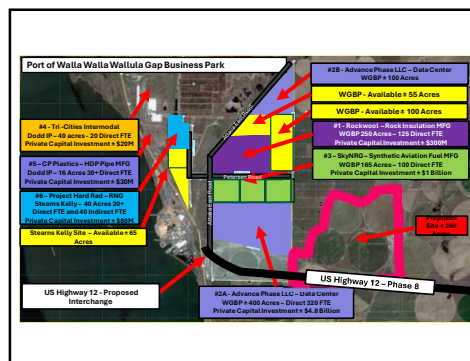 Port of Walla Walla Wallula Gap Business Park
#2B - Advance Phase LLC – Data Center
WGBP ± 100 Acres
WGBP - Available ± 55 Acres
WGBP - Available ± 100 Acres
#1 - Rockwool – Rock Insulation MFG
WGBP 250 Acres – 125 Direct FTE
Private Capital Investment ± $300M
#3 – SkyNRG – Synthetic Aviation Fuel MFG
WGBP 165 Acres - 100 Direct FTE
Private Capital Investment ± $1 Billion
#4 - Tri -Cities Intermodal
Dodd IP – 40 acres - 20 Direct FTE
Private Capital Investment ± $20M
#5 – CP Plastics – HDP Pipe MFG
Dodd IP – 16 Acres 30+ Direct FTE
Private Capital Investment ± $30M
#6 – Project Hard Red – RNG
Stearns Kelly – 40 Acres 20+
Direct FTE and 40 Indirect FTE
Private Capital Investment ± $80M
Stearns Kelly Site – Available ± 65
Acres
Petersen Road
Proposed
Site ± 350
Acres
US Highway 12 – Phase 8
US Highway 12 - Proposed
Interchange
#2A - Advance Phase LLC – Data Center
WGBP ± 400 Acres – Direct 320 FTE
Private Capital Investment ± $4.8 Billion